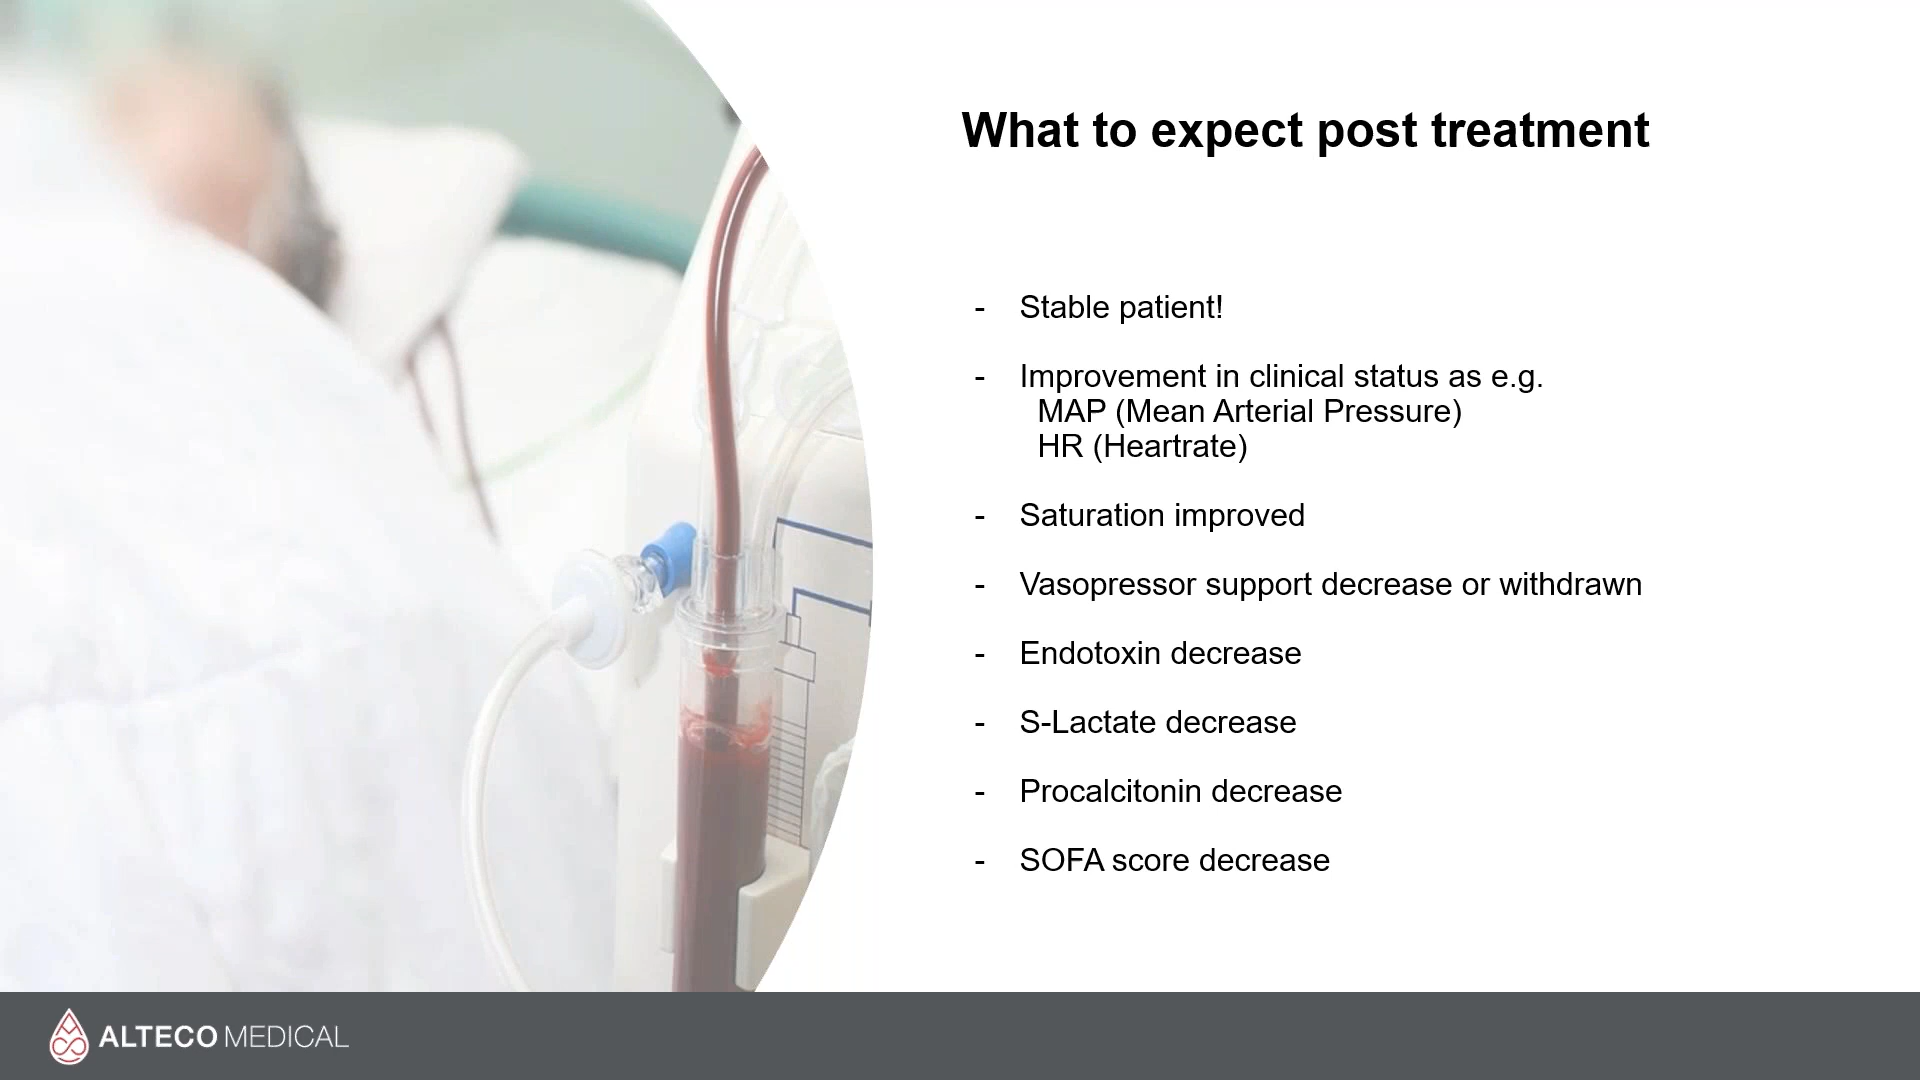 What to expect post treatment
- Stable patient!
- Improvement in clinical status as e.g.
MAP (Mean Arterial Pressure)
HR (Heartrate)
- Saturation improved
- Vasopressor support decrease or withdrawn
- Endotoxin decrease
- S-Lactate decrease
- Procalcitonin decrease
- SOFA score decrease
ALTECO MEDICAL